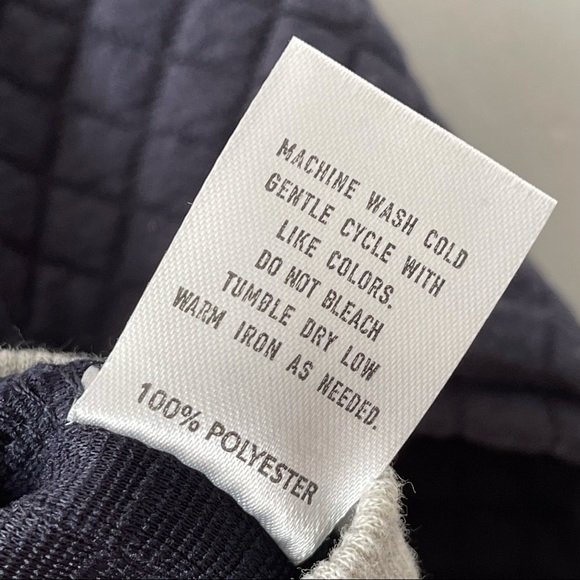 MACHINE WASH COLD
GENTLE CYCLE WITH
LIKE COLORS.
DO NOT BLEACH
TUMBLE DRY LOW
WARM IRON AS NEEDED.
100% POLYESTER